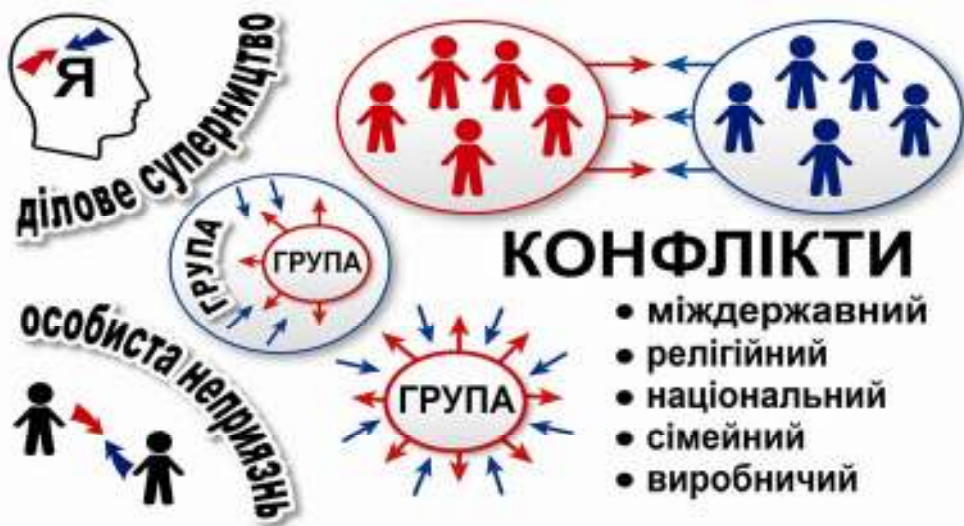 Я
ділове суперництво
ГРУПА
ГРУПА
КОНФЛІКТИ
• міждержавний
• релігійний
• національний
• сімейний
• виробничий
особиста неприязнь
ГРУПА